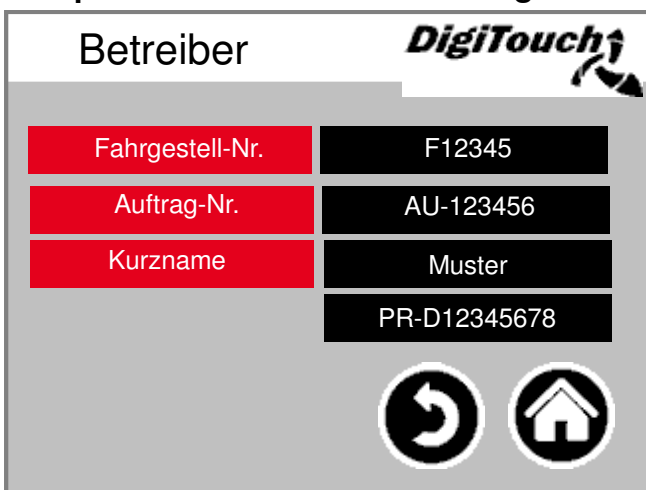 Betreiber
DigiTouch
Fahrgestell-Nr. F12345
Auftrag-Nr. AU-123456
Kurzname Muster
PR-D12345678